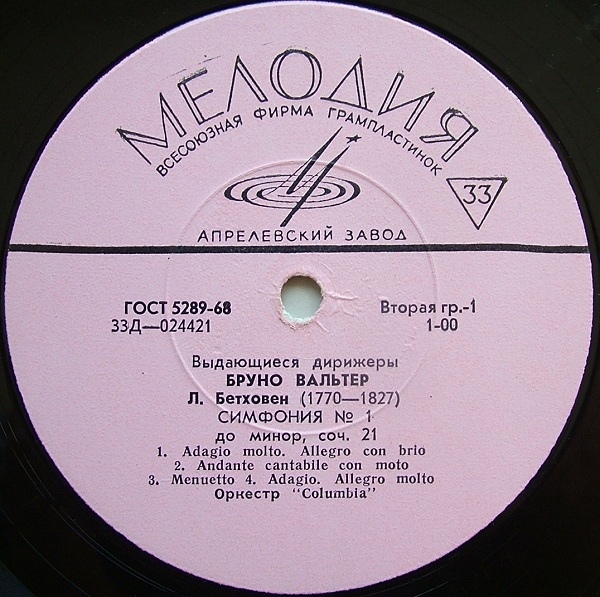 МЕЛОДИЯ
ВСЕСОЮЗНАЯ ФИРМА ГРАМПЛАСТИНОК
33
АПРЕЛЕВСКИЙ ЗАВОД
ГОСТ 5289-68 Вторая гр.-1
33Д—024421 1-00
Выдающиеся дирижеры
БРУНО ВАЛЬТЕР
Л. Бетховен (1770—1827)
СИМФОНИЯ № 1
до минор, соч. 21
1. Adagio molto. Allegro con brio
2. Andante cantabile con moto
3. Menuetto 4. Adagio. Allegro molto
Оркестр "Columbia"